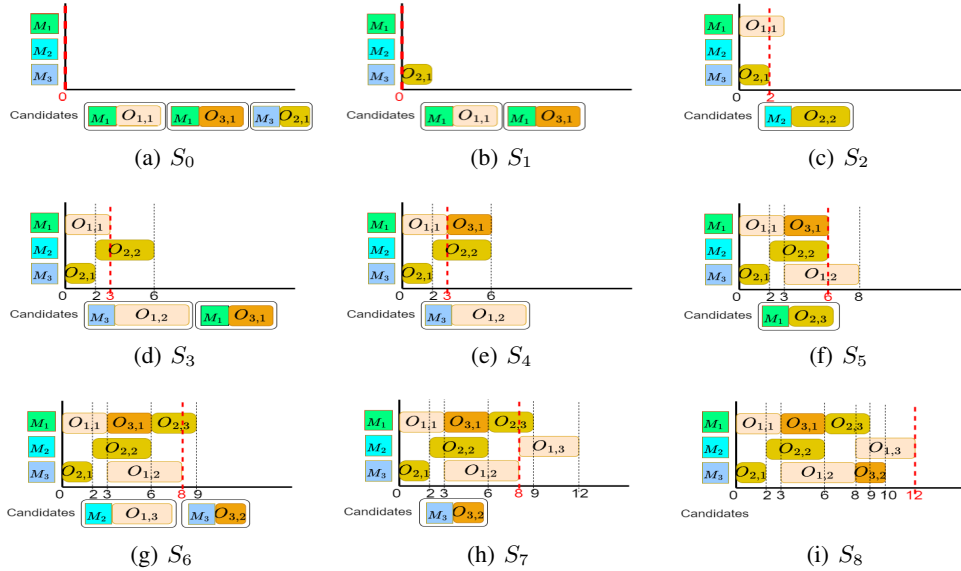 M₁
M₂
M₃
0
Candidates M₁ O₁,₁ M₁ O₃,₁ M₃ O₂,₁
(a) S₀
M₁
M₂
M₃ O₂,₁
0
Candidates M₁ O₁,₁ M₁ O₃,₁
(b) S₁
M₁ O₁,₁
M₂
M₃ O₂,₁
0 2
Candidates M₂ O₂,₂
(c) S₂
M₁ O₁,₁
M₂ O₂,₂
M₃ O₂,₁
0 2 3 6
Candidates M₃ O₁,₂ M₁ O₃,₁
(d) S₃
M₁ O₁,₁ O₃,₁
M₂ O₂,₂
M₃ O₂,₁
0 2 3 6
Candidates M₃ O₁,₂
(e) S₄
M₁ O₁,₁ O₃,₁
M₂ O₂,₂
M₃ O₂,₁ O₁,₂
0 2 3 6 8
Candidates M₁ O₂,₃
(f) S₅
M₁ O₁,₁ O₃,₁ O₂,₃
M₂ O₂,₂
M₃ O₂,₁ O₁,₂
0 2 3 6 8 9
Candidates M₂ O₁,₃ M₃ O₃,₂
(g) S₆
M₁ O₁,₁ O₃,₁ O₂,₃
M₂ O₂,₂ O₁,₃
M₃ O₂,₁ O₁,₂
0 2 3 6 8 9 12
Candidates M₃ O₃,₂
(h) S₇
M₁ O₁,₁ O₃,₁ O₂,₃
M₂ O₂,₂ O₁,₃
M₃ O₂,₁ O₁,₂ O₃,₂
0 2 3 6 8 9 10 12
Candidates
(i) S₈